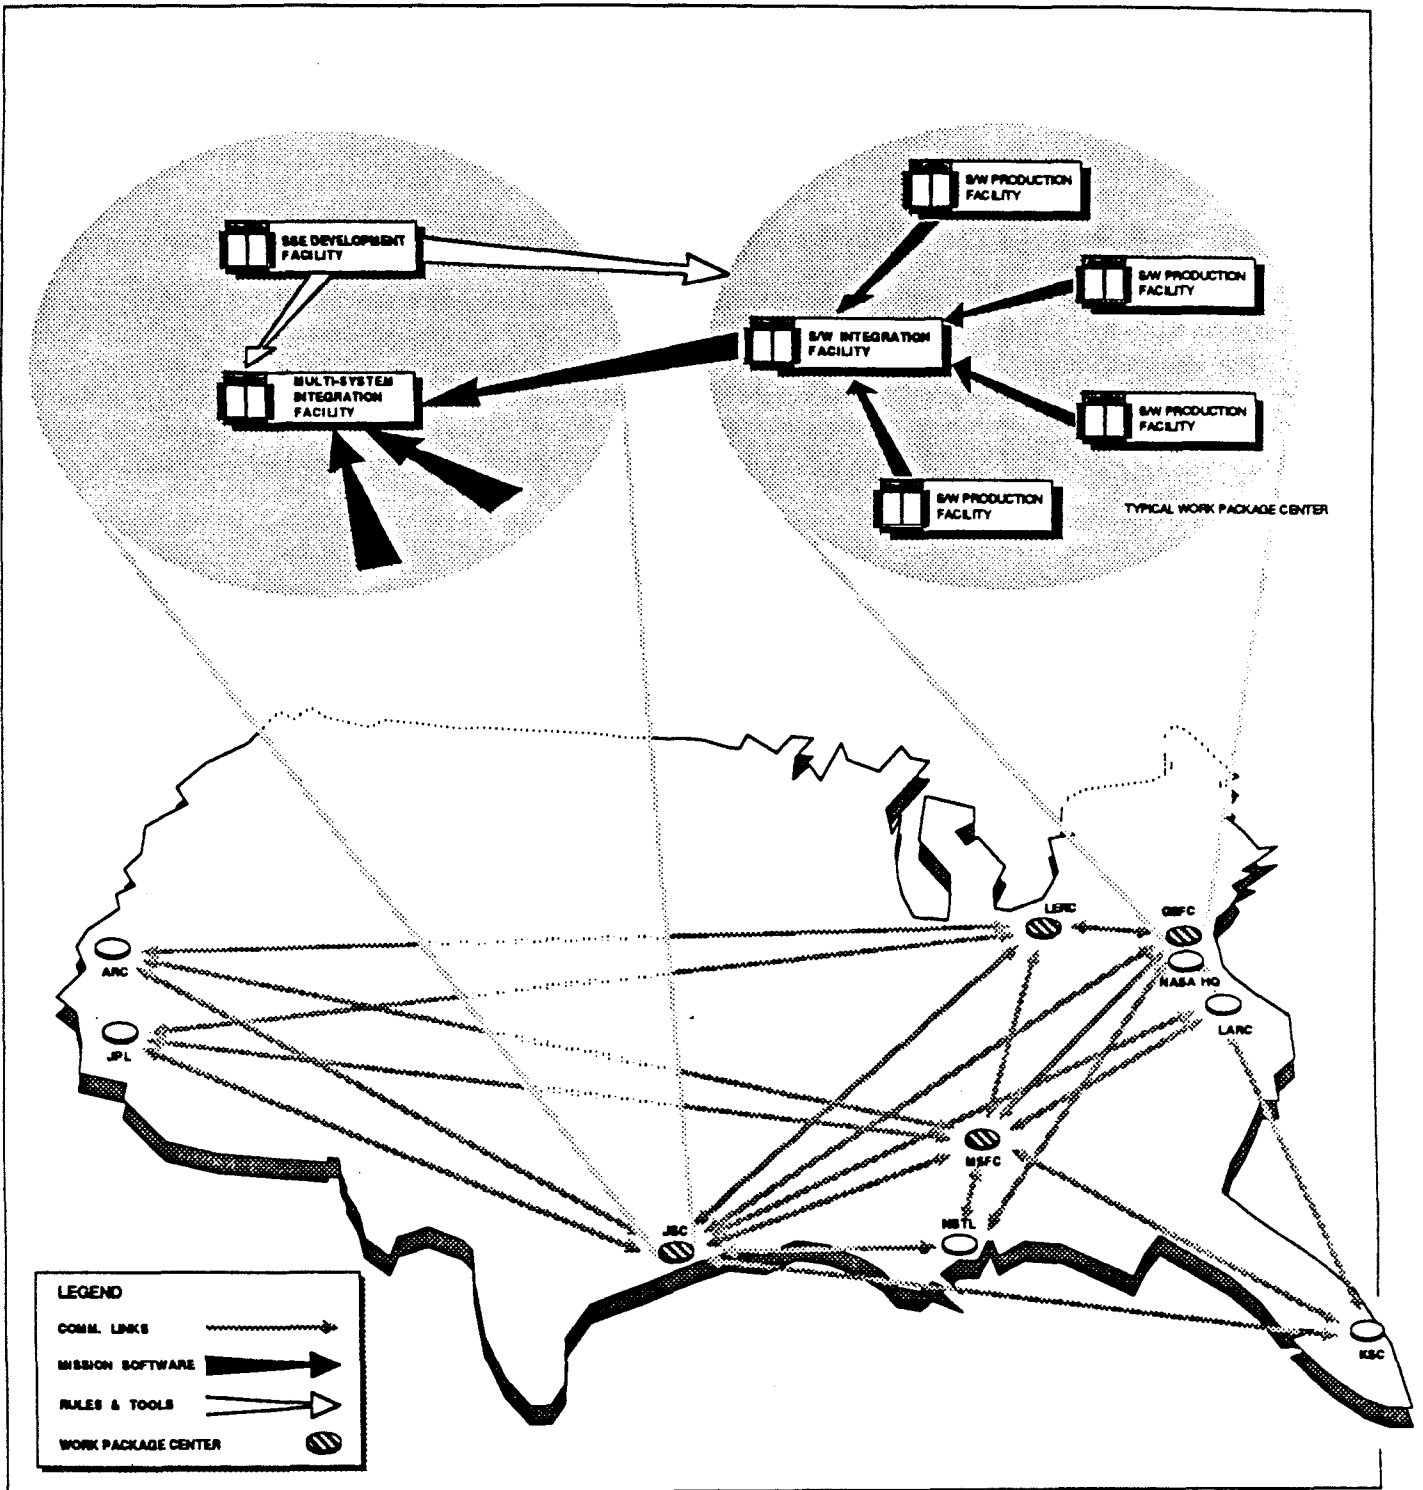 S/W PRODUCTION
FACILITY
SSE DEVELOPMENT
FACILITY
S/W PRODUCTION
FACILITY
S/W INTEGRATION
FACILITY
MULTI-SYSTEM
INTEGRATION
FACILITY
S/W PRODUCTION
FACILITY
S/W PRODUCTION
FACILITY
TYPICAL WORK PACKAGE CENTER
LERC
GSFC
ARC
NASA HQ
LARC
JPL
MSFC
JSC
NSTL
KSC
LEGEND
COMM. LINKS
MISSION SOFTWARE
RULES & TOOLS
WORK PACKAGE CENTER